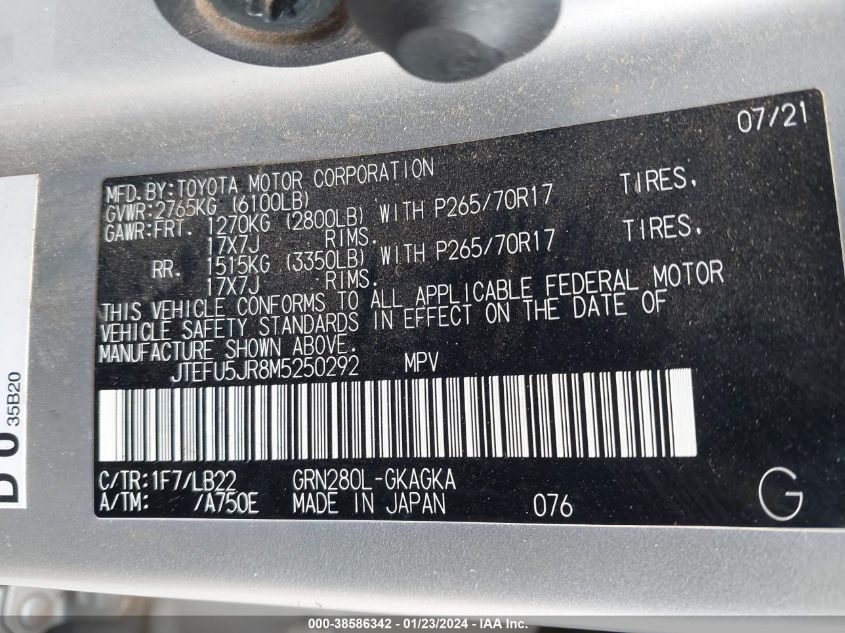 07/21
MFD.BY:TOYOTA MOTOR CORPORATION
GVWR:2765KG (6100LB)
GAWR:FRT. 1270KG (2800LB) WITH P265/70R17 TIRES,
17X7J RIMS.
RR. 1515KG (3350LB) WITH P265/70R17 TIRES,
17X7J RIMS.
THIS VEHICLE CONFORMS TO ALL APPLICABLE FEDERAL MOTOR
VEHICLE SAFETY STANDARDS IN EFFECT ON THE DATE OF
MANUFACTURE SHOWN ABOVE.
JTEFU5JR8M5250292 MPV
C/TR:1F7/LB22 GRN280L-GKAGKA
A/TM: /A750E MADE IN JAPAN 076 G
35B20
000-38586342 - 01/23/2024 - IAA Inc.